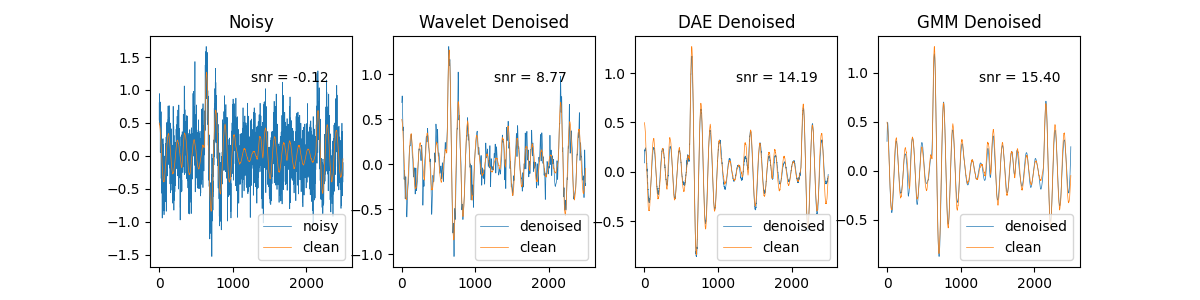 Noisy
Wavelet Denoised
DAE Denoised
GMM Denoised
1.5
1.0
0.5
0.0
−0.5
−1.0
−1.5
snr = -0.12
noisy
clean
0
1000
2000
1.0
0.5
0.0
−0.5
−1.0
snr = 8.77
denoised
clean
0
1000
2000
1.0
0.5
0.0
−0.5
snr = 14.19
denoised
clean
0
1000
2000
1.0
0.5
0.0
−0.5
snr = 15.40
denoised
clean
0
1000
2000